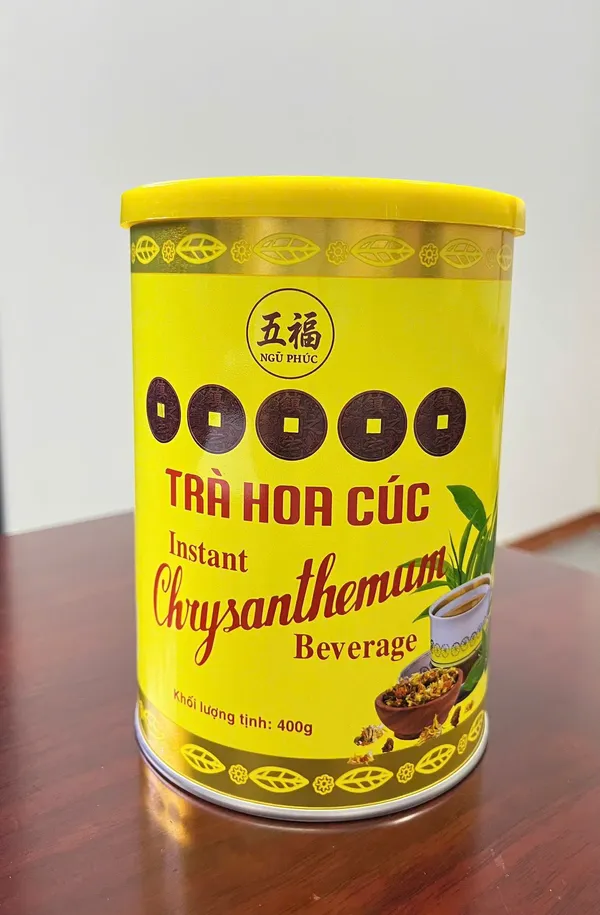 五福
NGŨ PHÚC
TRÀ HOA CÚC
Instant
Chrysanthemum
Beverage
Khối lượng tịnh: 400g